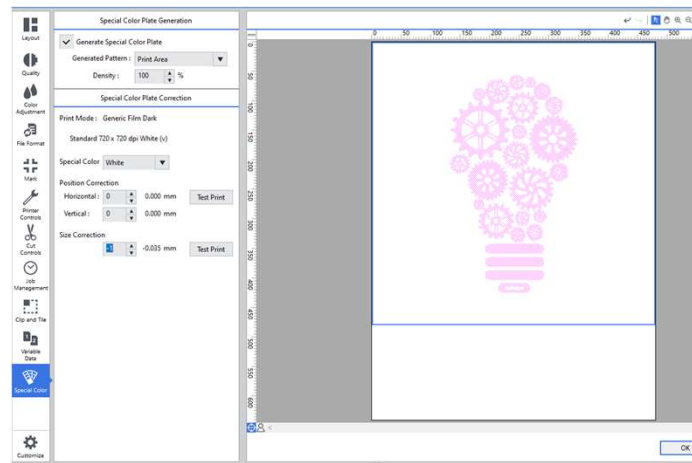 Layout
Quality
Color
Adjustment
File Format
Mark
Printer
Controls
Cut
Controls
Job
Management
Clip and Tile
Variable
Data
Special Color
Customize
Special Color Plate Generation
Generate Special Color Plate
Generated Pattern : Print Area
Density : 100 %
Special Color Plate Correction
Print Mode : Generic Film Dark
Standard 720 x 720 dpi White (v)
Special Color White
Position Correction
Horizontal : 0 0.000 mm Test Print
Vertical : 0 0.000 mm
Size Correction
-1 -0.035 mm Test Print
0 50 100 150 200 250 300 350 400 450 500
0
50
100
150
200
250
300
350
400
450
500
550
600
OK